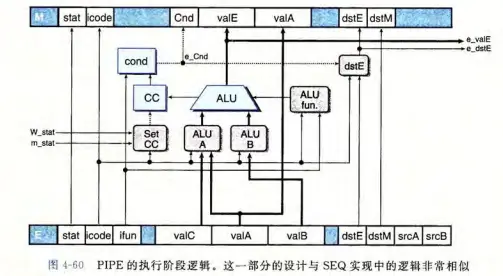 M stat icode Cnd valE valA dstE dstM
e_valE
e_dstE
e_Cnd
cond dstE
CC ALU ALU
fun.
W_stat
m_stat
Set
CC
ALU
A
ALU
B
E stat icode ifun valC valA valB dstE dstM srcA srcB
图 4-60 PIPE 的执行阶段逻辑。这一部分的设计与 SEQ 实现中的逻辑非常相似